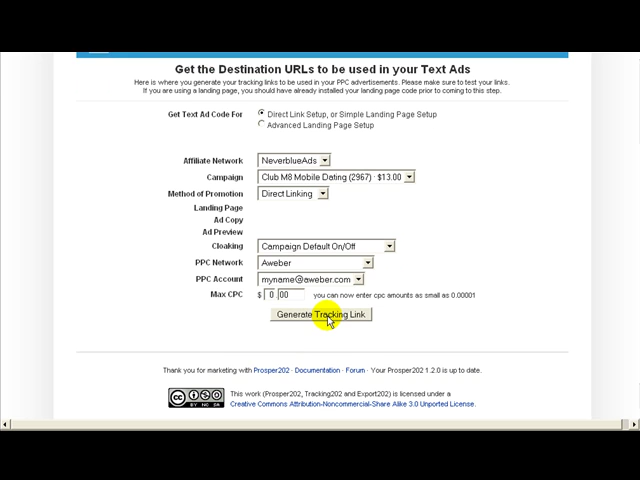 Get the Destination URLs to be used in your Text Ads
Here is where you generate your tracking links to be used in your PPC advertisements. Please make sure to test your links.
If you are using a landing page, you should have already installed your landing page code prior to coming to this step.
Get Text Ad Code For
Direct Link Setup, or Simple Landing Page Setup
Advanced Landing Page Setup
Affiliate Network NeverblueAds
Campaign Club M8 Mobile Dating (2967) · $13.00
Method of Promotion Direct Linking
Landing Page
Ad Copy
Ad Preview
Cloaking Campaign Default On/Off
PPC Network Aweber
PPC Account myname@aweber.com
Max CPC $ 0 .00 you can now enter cpc amounts as small as 0.00001
Generate Tracking Link
Thank you for marketing with Prosper202 · Documentation · Forum · Your Prosper202 1.2.0 is up to date.
CC BY NC SA
This work (Prosper202, Tracking202 and Export202) is licensed under a
Creative Commons Attribution-Noncommercial-Share Alike 3.0 Unported License.